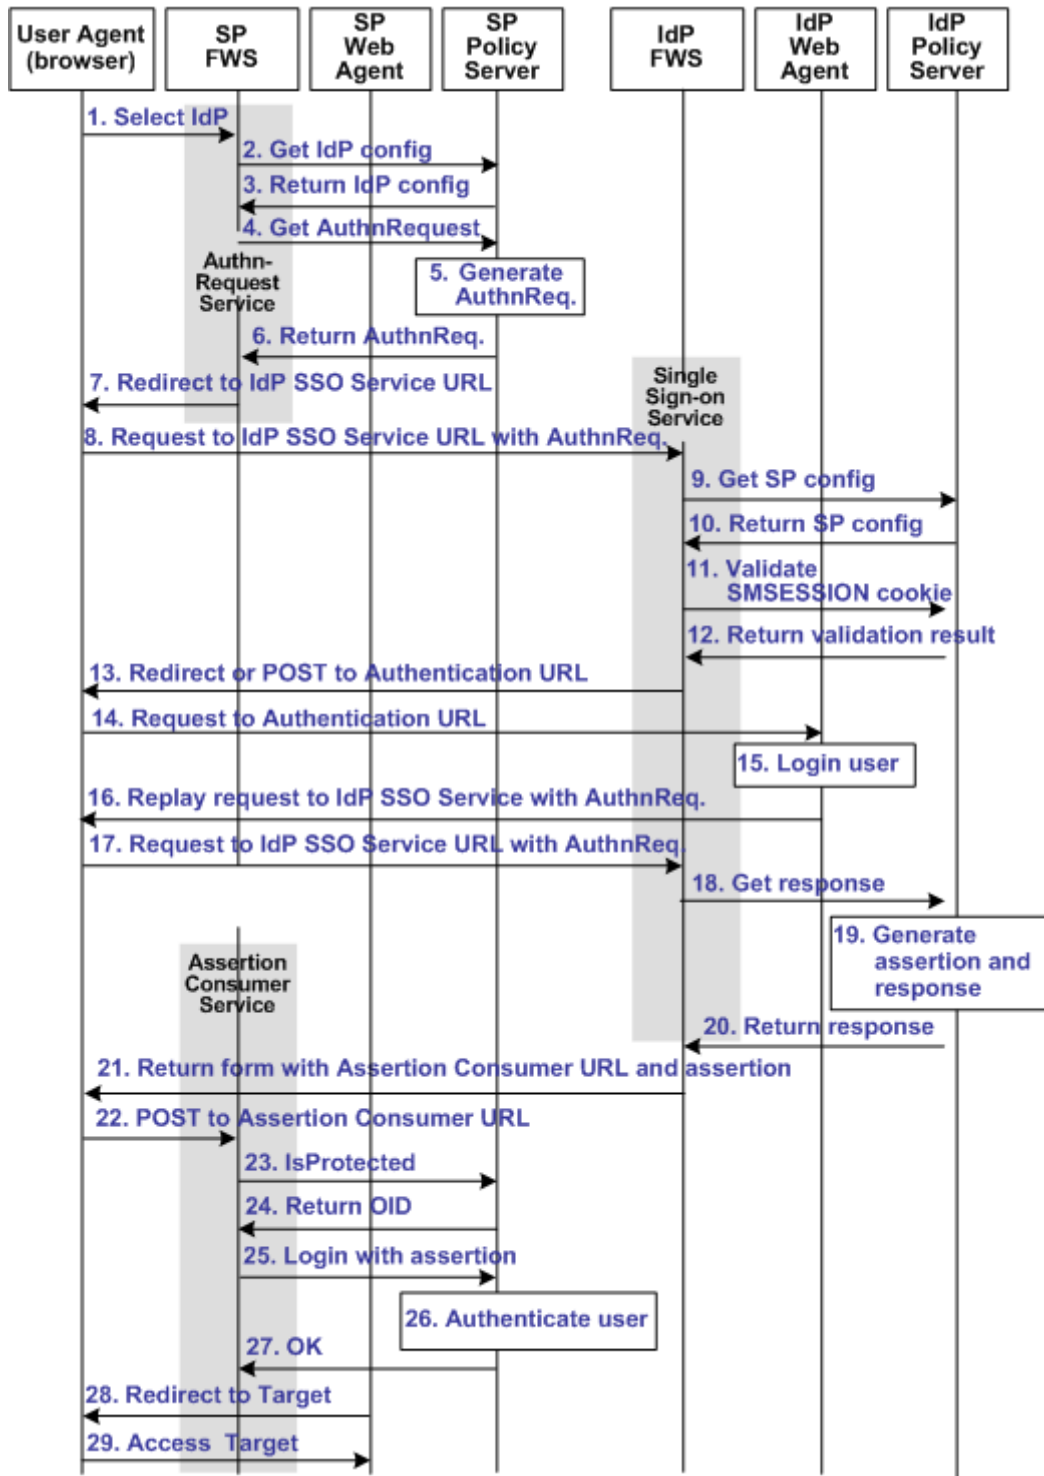 User Agent
(browser)
SP
FWS
SP
Web
Agent
SP
Policy
Server
IdP
FWS
IdP
Web
Agent
IdP
Policy
Server
1. Select IdP
2. Get IdP config
3. Return IdP config
4. Get AuthnRequest
Authn-
Request
Service
5. Generate
AuthnReq.
6. Return AuthnReq.
7. Redirect to IdP SSO Service URL
Single
Sign-on
Service
8. Request to IdP SSO Service URL with AuthnReq.
9. Get SP config
10. Return SP config
11. Validate
SMSESSION cookie
12. Return validation result
13. Redirect or POST to Authentication URL
14. Request to Authentication URL
15. Login user
16. Replay request to IdP SSO Service with AuthnReq.
17. Request to IdP SSO Service URL with AuthnReq.
18. Get response
19. Generate
assertion and
response
Assertion
Consumer
Service
20. Return response
21. Return form with Assertion Consumer URL and assertion
22. POST to Assertion Consumer URL
23. IsProtected
24. Return OID
25. Login with assertion
26. Authenticate user
27. OK
28. Redirect to Target
29. Access Target